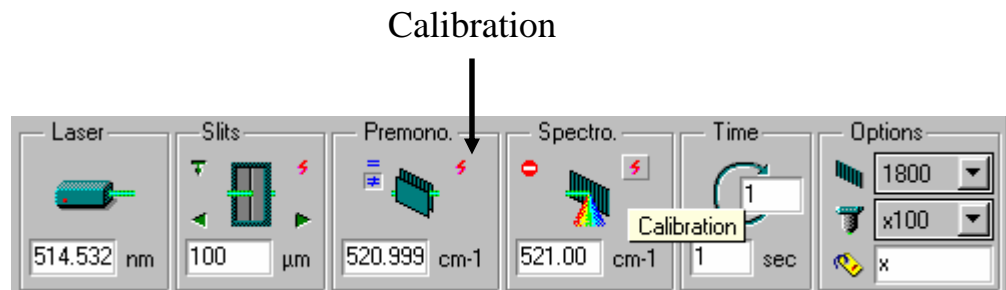 Calibration
Laser Slits Premono. Spectro. Time Options
= 1800
≠ 1 x100
Calibration
514.532 nm 100 µm 520.999 cm-1 521.00 cm-1 1 sec x